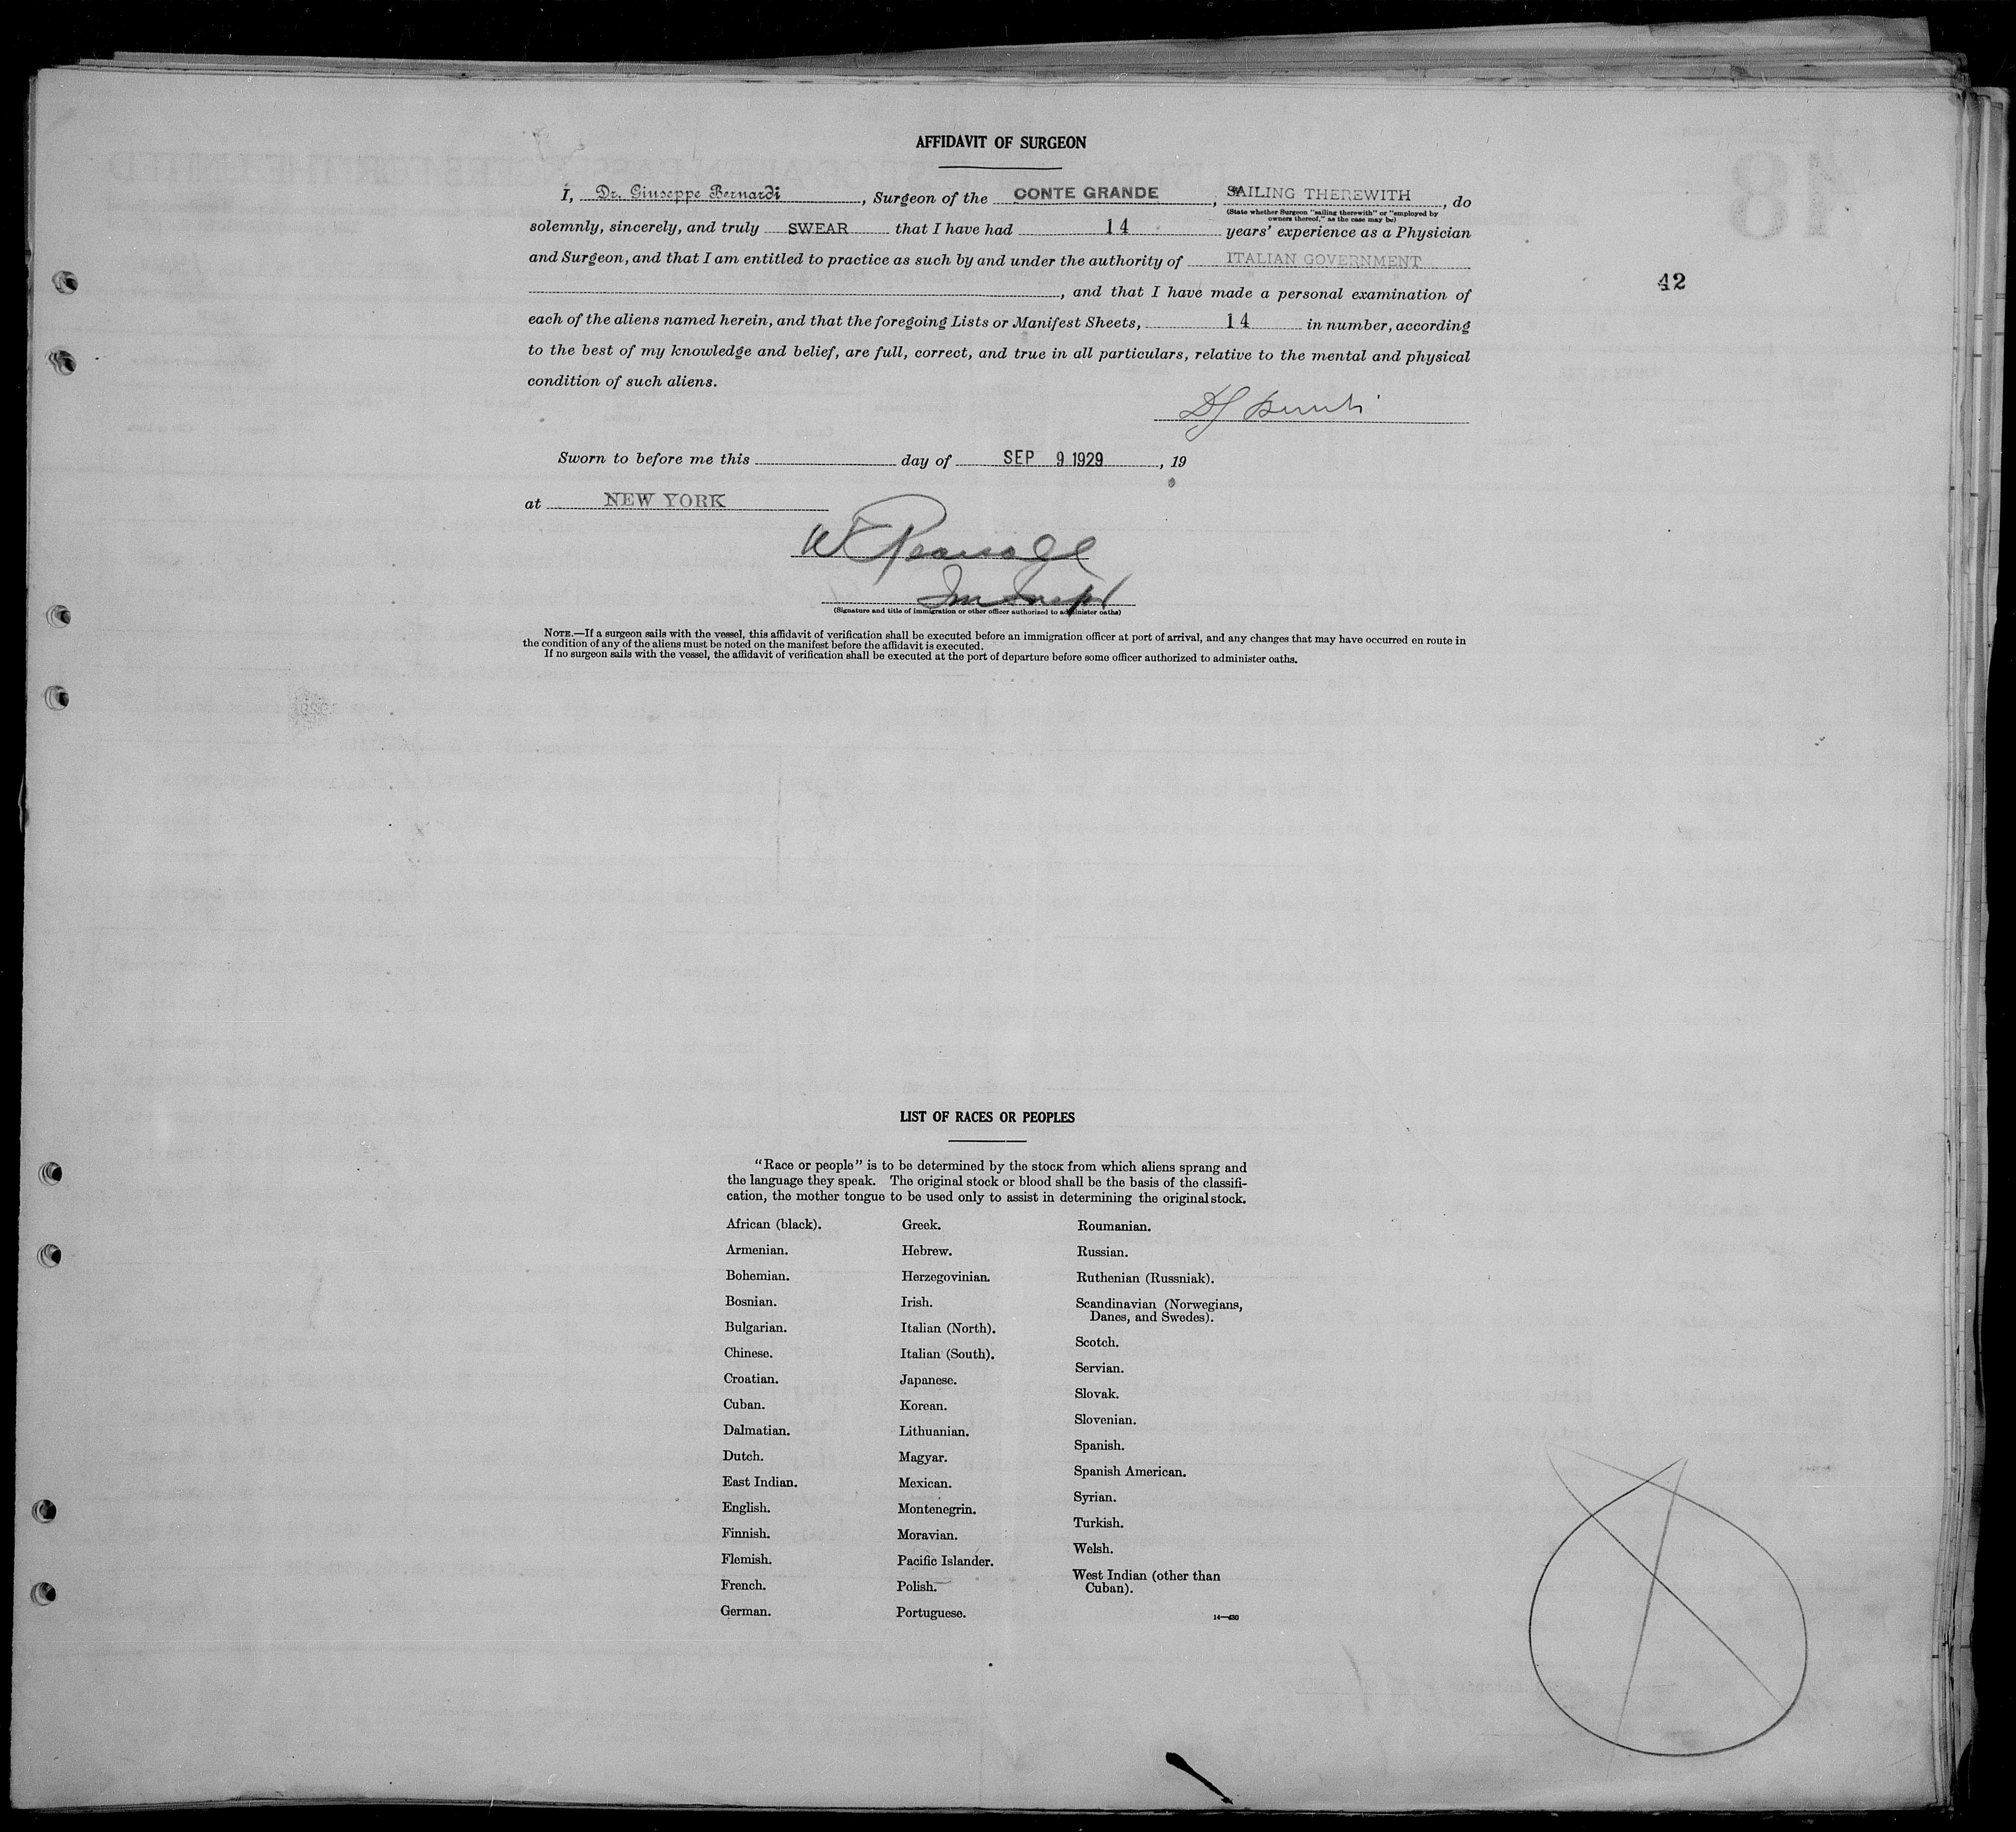 AFFIDAVIT OF SURGEON
I, Dr. Giuseppe Bernardi, Surgeon of the CONTE GRANDE, SAILING THEREWITH, do
(State whether Surgeon "sailing therewith" or "employed by
owners thereof," as the case may be)
solemnly, sincerely, and truly SWEAR that I have had 14 years' experience as a Physician
and Surgeon, and that I am entitled to practice as such by and under the authority of ITALIAN GOVERNMENT
, and that I have made a personal examination of
42
each of the aliens named herein, and that the foregoing Lists or Manifest Sheets, 14 in number, according
to the best of my knowledge and belief, are full, correct, and true in all particulars, relative to the mental and physical
condition of such aliens.
Sworn to before me this day of SEP 9 1929, 19
at NEW YORK
(Signature and title of immigration or other officer authorized to administer oaths)
NOTE.—If a surgeon sails with the vessel, this affidavit of verification shall be executed before an immigration officer at port of arrival, and any changes that may have occurred en route in
the condition of any of the aliens must be noted on the manifest before the affidavit is executed.
If no surgeon sails with the vessel, the affidavit of verification shall be executed at the port of departure before some officer authorized to administer oaths.
LIST OF RACES OR PEOPLES
"Race or people" is to be determined by the stock from which aliens sprang and
the language they speak. The original stock or blood shall be the basis of the classifi-
cation, the mother tongue to be used only to assist in determining the original stock.
African (black).
Armenian.
Bohemian.
Bosnian.
Bulgarian.
Chinese.
Croatian.
Cuban.
Dalmatian.
Dutch.
East Indian.
English.
Finnish.
Flemish.
French.
German.
Greek.
Hebrew.
Herzegovinian.
Irish.
Italian (North).
Italian (South).
Japanese.
Korean.
Lithuanian.
Magyar.
Mexican.
Montenegrin.
Moravian.
Pacific Islander.
Polish.
Portuguese.
Roumanian.
Russian.
Ruthenian (Russniak).
Scandinavian (Norwegians,
Danes, and Swedes).
Scotch.
Servian.
Slovak.
Slovenian.
Spanish.
Spanish American.
Syrian.
Turkish.
Welsh.
West Indian (other than
Cuban).
14—430